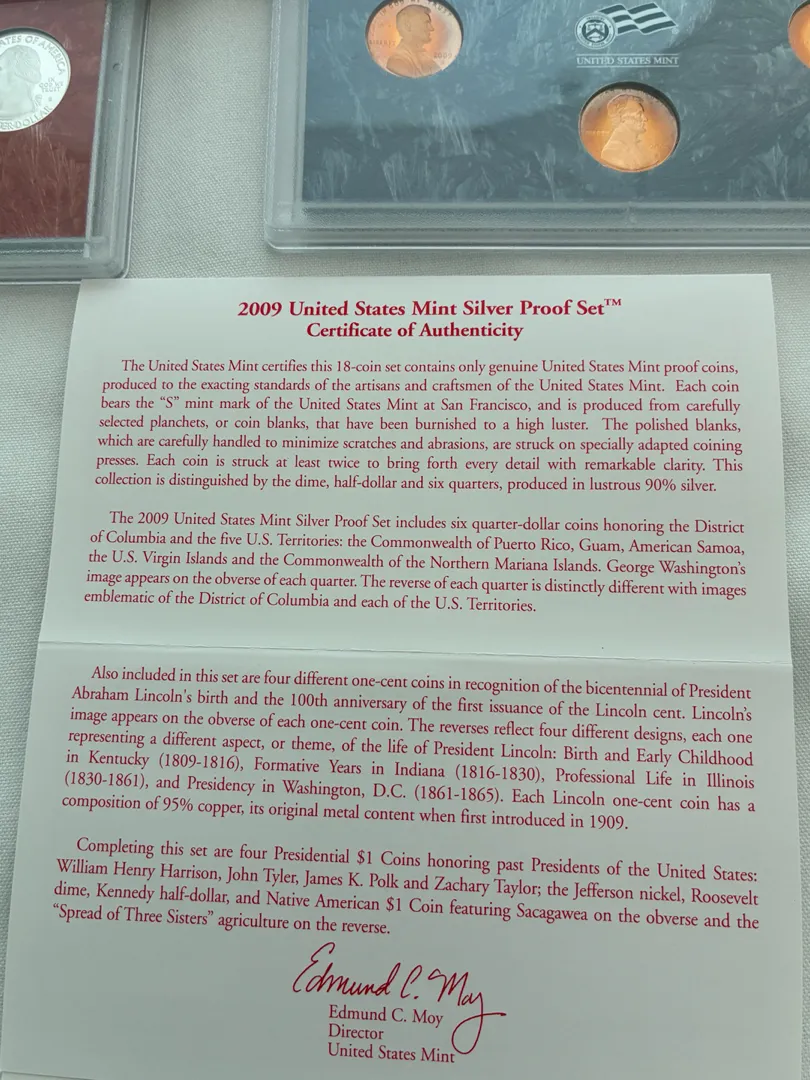 UNITED STATES MINT
2009 United States Mint Silver Proof Set™
Certificate of Authenticity
The United States Mint certifies this 18-coin set contains only genuine United States Mint proof coins,
produced to the exacting standards of the artisans and craftsmen of the United States Mint. Each coin
bears the “S” mint mark of the United States Mint at San Francisco, and is produced from carefully
selected planchets, or coin blanks, that have been burnished to a high luster. The polished blanks,
which are carefully handled to minimize scratches and abrasions, are struck on specially adapted coining
presses. Each coin is struck at least twice to bring forth every detail with remarkable clarity. This
collection is distinguished by the dime, half-dollar and six quarters, produced in lustrous 90% silver.
The 2009 United States Mint Silver Proof Set includes six quarter-dollar coins honoring the District
of Columbia and the five U.S. Territories: the Commonwealth of Puerto Rico, Guam, American Samoa,
the U.S. Virgin Islands and the Commonwealth of the Northern Mariana Islands. George Washington’s
image appears on the obverse of each quarter. The reverse of each quarter is distinctly different with images
emblematic of the District of Columbia and each of the U.S. Territories.
Also included in this set are four different one-cent coins in recognition of the bicentennial of President
Abraham Lincoln’s birth and the 100th anniversary of the first issuance of the Lincoln cent. Lincoln’s
image appears on the obverse of each one-cent coin. The reverses reflect four different designs, each one
representing a different aspect, or theme, of the life of President Lincoln: Birth and Early Childhood
in Kentucky (1809-1816), Formative Years in Indiana (1816-1830), Professional Life in Illinois
(1830-1861), and Presidency in Washington, D.C. (1861-1865). Each Lincoln one-cent coin has a
composition of 95% copper, its original metal content when first introduced in 1909.
Completing this set are four Presidential $1 Coins honoring past Presidents of the United States:
William Henry Harrison, John Tyler, James K. Polk and Zachary Taylor; the Jefferson nickel, Roosevelt
dime, Kennedy half-dollar, and Native American $1 Coin featuring Sacagawea on the obverse and the
“Spread of Three Sisters” agriculture on the reverse.
Edmund C. Moy
Edmund C. Moy
Director
United States Mint